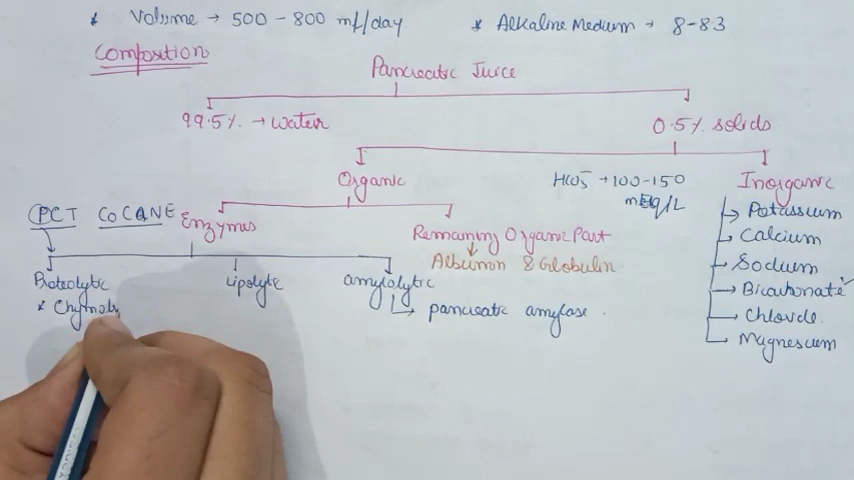 * Volume → 500 - 800 ml/day
* Alkaline Medium → 8-8.3
Composition
Pancreatic Juice
99.5% → water
0.5% solids
Organic
HCO3 → 100-150
mEq/L
Inorganic
PCT CoCANE
Enzymes
Remaining Organic Part
Albumin & Globulin
Potassium
Calcium
Sodium
Bicarbonate
Chloride
Magnesium
Proteolytic
* Chymotry
Lipolytic
amylolytic
pancreatic amylase.